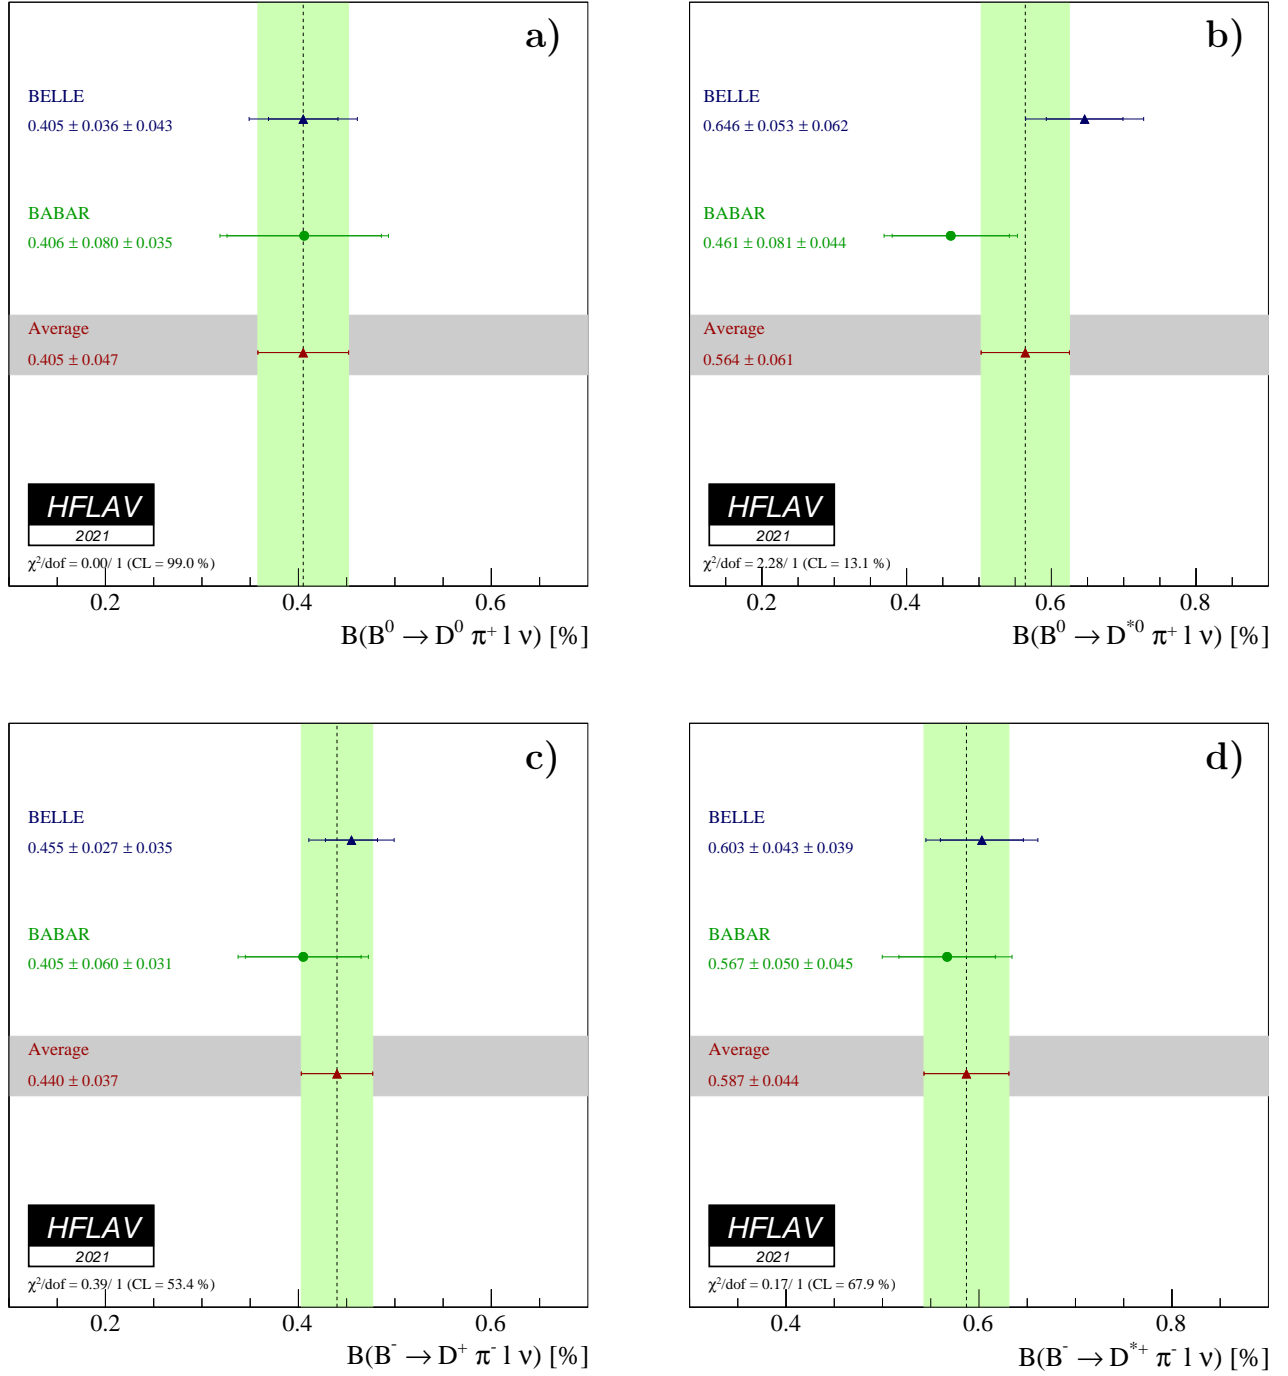 a)
BELLE
0.405 ± 0.036 ± 0.043
BABAR
0.406 ± 0.080 ± 0.035
Average
0.405 ± 0.047
HFLAV
2021
χ²/dof = 0.00/ 1 (CL = 99.0 %)
0.2 0.4 0.6
B(B⁰ → D⁰ π⁺ l ν) [%]
b)
BELLE
0.646 ± 0.053 ± 0.062
BABAR
0.461 ± 0.081 ± 0.044
Average
0.564 ± 0.061
HFLAV
2021
χ²/dof = 2.28/ 1 (CL = 13.1 %)
0.2 0.4 0.6 0.8
B(B⁰ → D*⁰ π⁺ l ν) [%]
c)
BELLE
0.455 ± 0.027 ± 0.035
BABAR
0.405 ± 0.060 ± 0.031
Average
0.440 ± 0.037
HFLAV
2021
χ²/dof = 0.39/ 1 (CL = 53.4 %)
0.2 0.4 0.6
B(B⁻ → D⁺ π⁻ l ν) [%]
d)
BELLE
0.603 ± 0.043 ± 0.039
BABAR
0.567 ± 0.050 ± 0.045
Average
0.587 ± 0.044
HFLAV
2021
χ²/dof = 0.17/ 1 (CL = 67.9 %)
0.4 0.6 0.8
B(B⁻ → D*⁺ π⁻ l ν) [%]